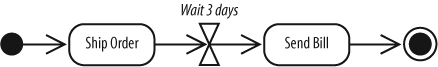 Wait 3 days
Ship Order
Send Bill